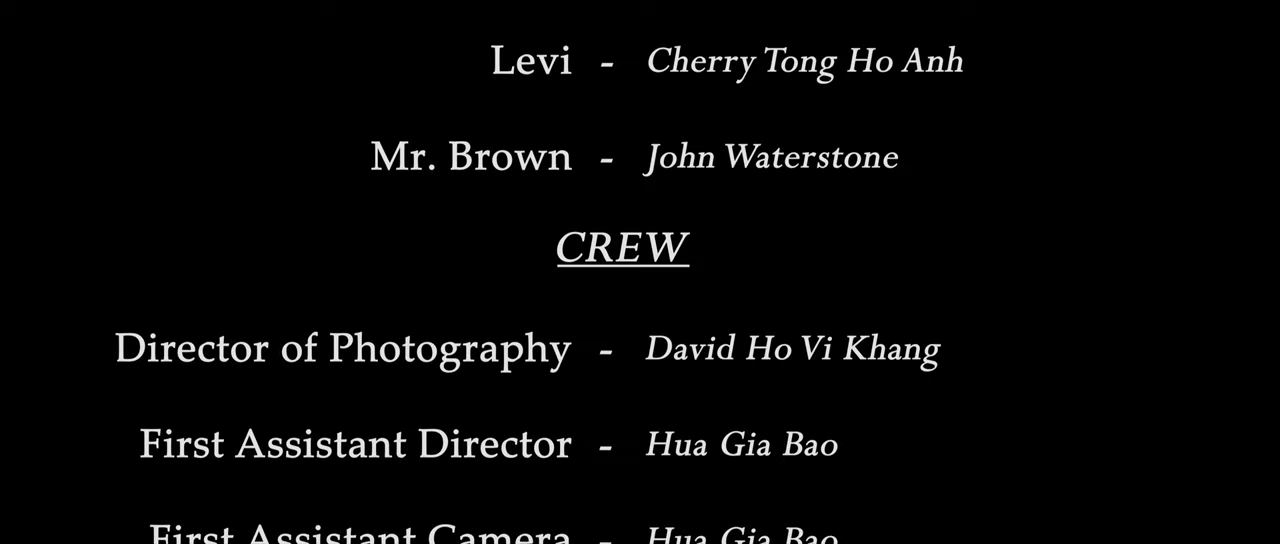 Levi - Cherry Tong Ho Anh
Mr. Brown - John Waterstone
CREW
Director of Photography - David Ho Vi Khang
First Assistant Director - Hua Gia Bao
First Assistant Camera - Hua Gia Bao